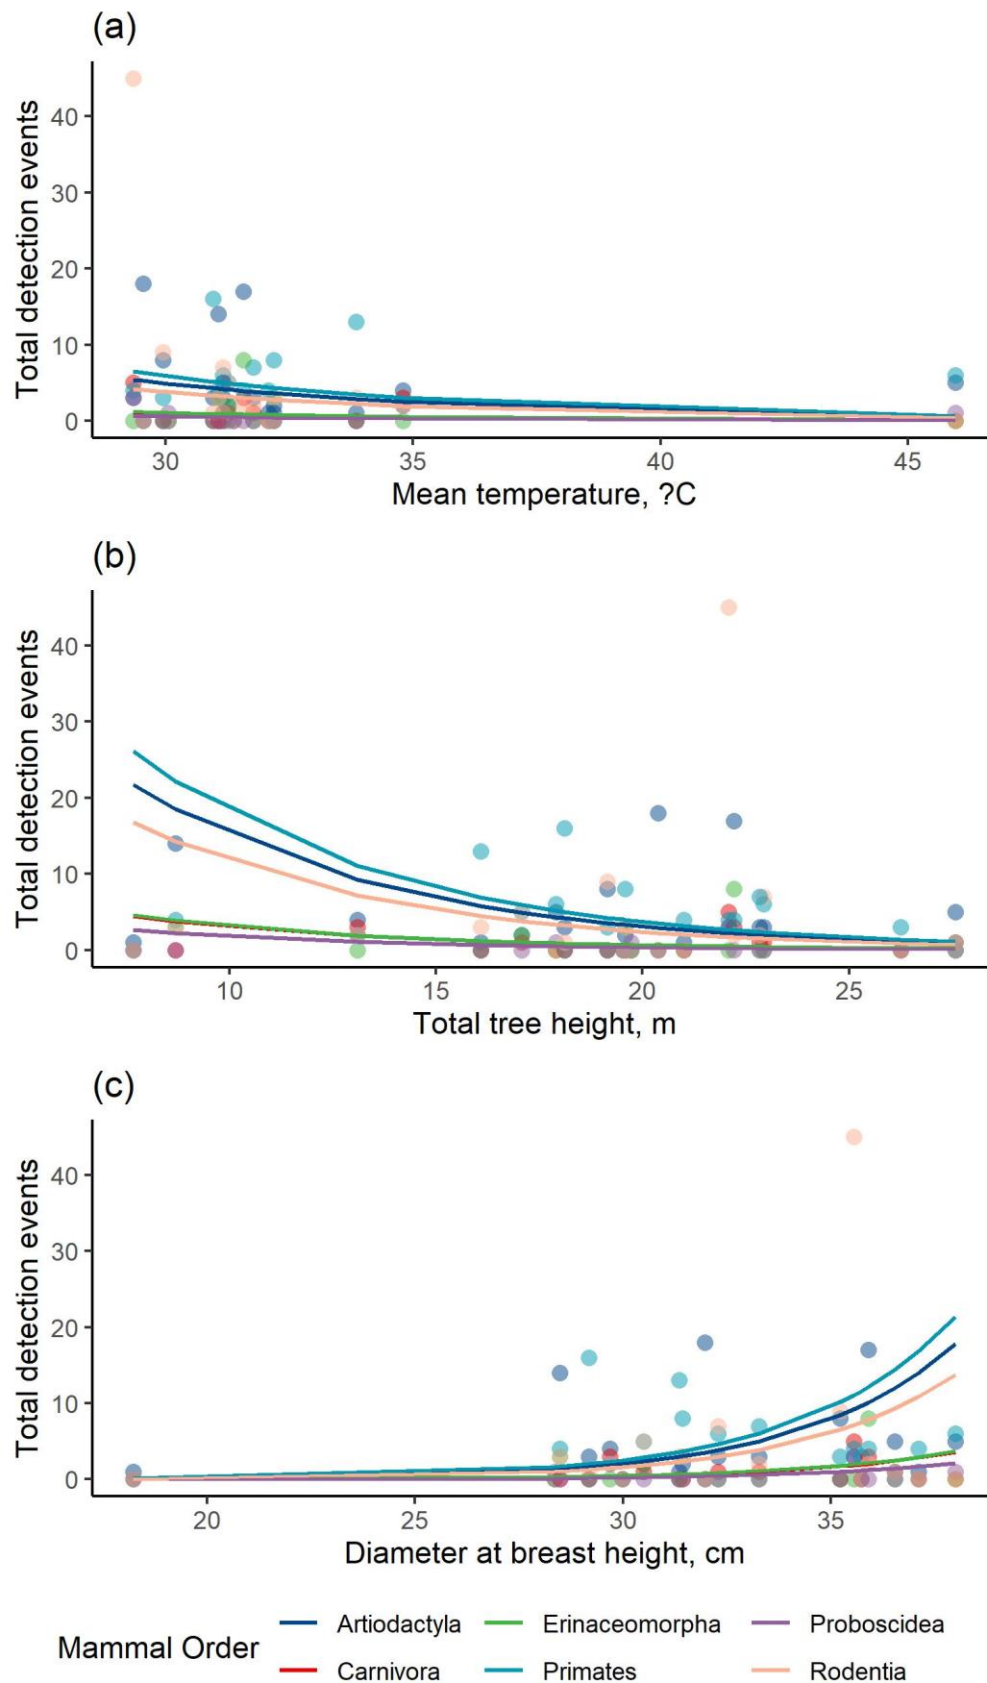 (a)
Total detection events
40
30
20
10
0
30 35 40 45
Mean temperature, ?C
(b)
Total detection events
40
30
20
10
0
10 15 20 25
Total tree height, m
(c)
Total detection events
40
30
20
10
0
20 25 30 35
Diameter at breast height, cm
Mammal Order
Artiodactyla Erinaceomorpha Proboscidea
Carnivora Primates Rodentia